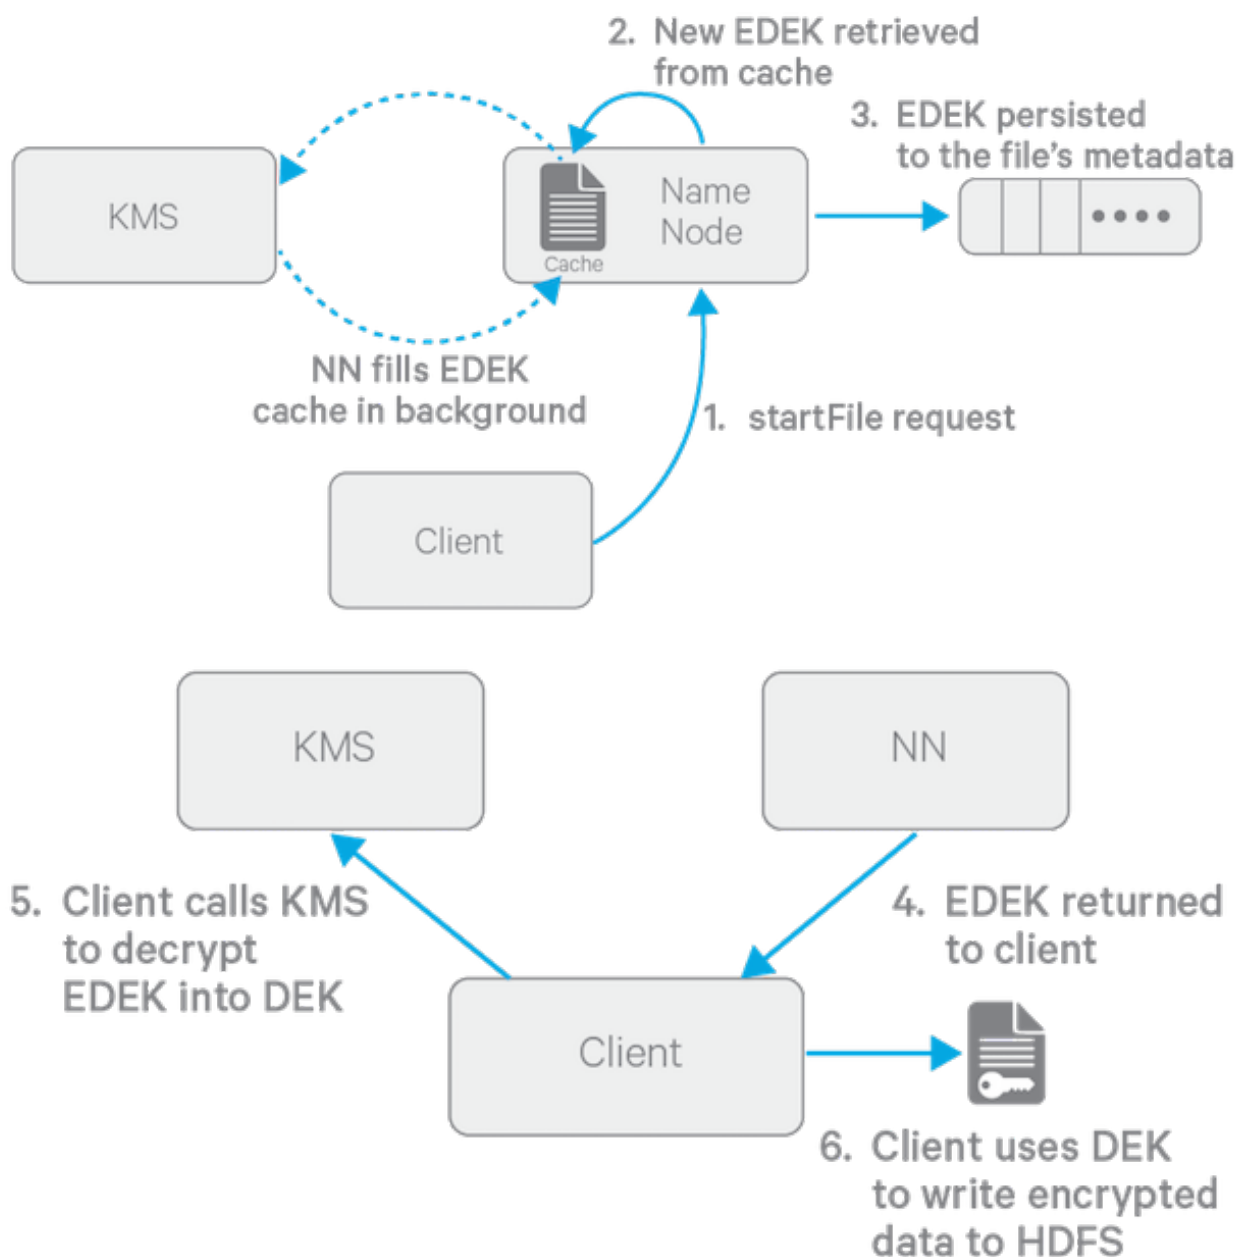 2. New EDEK retrieved
from cache
3. EDEK persisted
to the file's metadata
KMS
Name
Node
Cache
NN fills EDEK
cache in background
1. startFile request
Client
KMS
NN
5. Client calls KMS
to decrypt
EDEK into DEK
4. EDEK returned
to client
Client
6. Client uses DEK
to write encrypted
data to HDFS